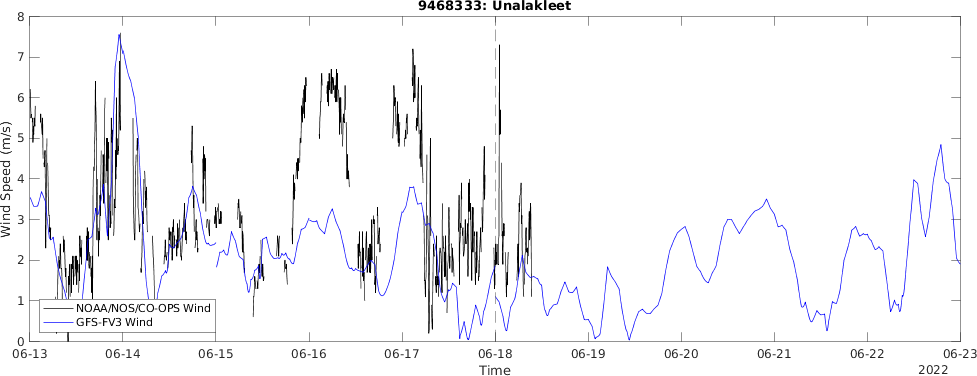 9468333: Unalakleet
8
7
6
5
4
3
2
1
0
Wind Speed (m/s)
NOAA/NOS/CO-OPS Wind
GFS-FV3 Wind
06-13 06-14 06-15 06-16 06-17 06-18 06-19 06-20 06-21 06-22 06-23
Time
2022